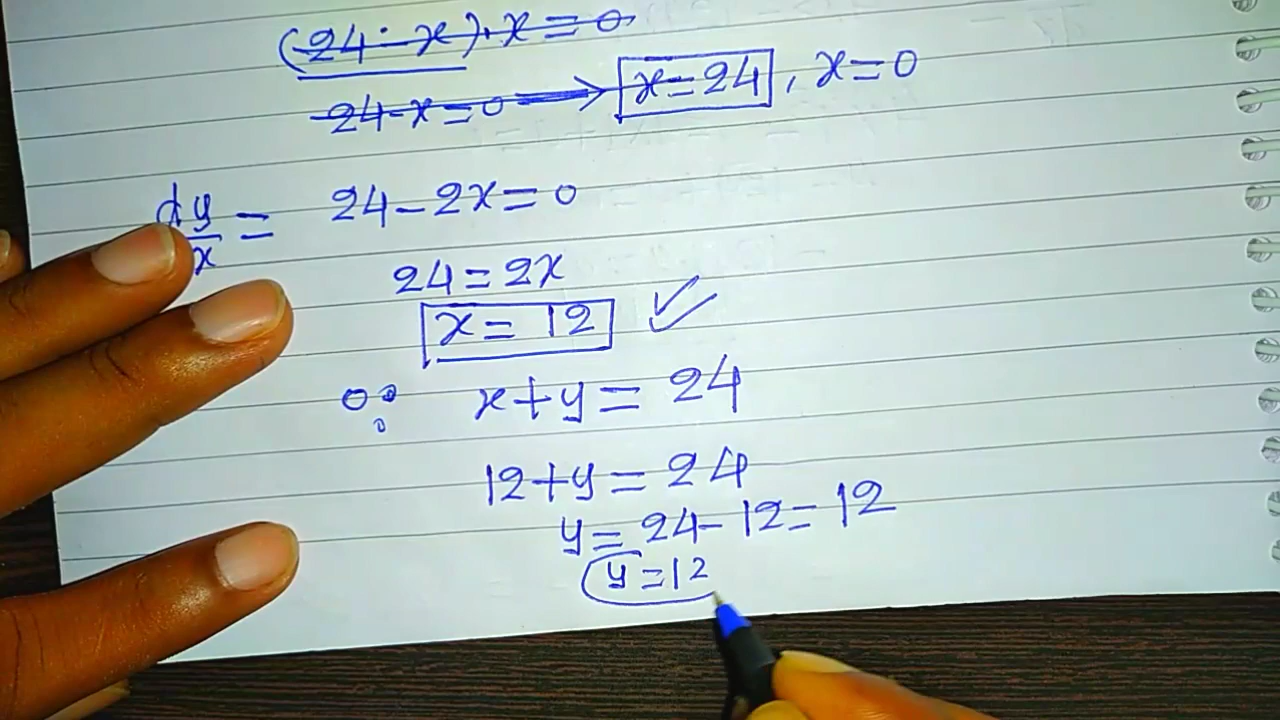 (24-x).x=0
24-x=0 → x=24, x=0
dy/x = 24-2x=0
24=2x
x=12 ✓
x+y=24
12+y=24
y=24-12=12
y=12